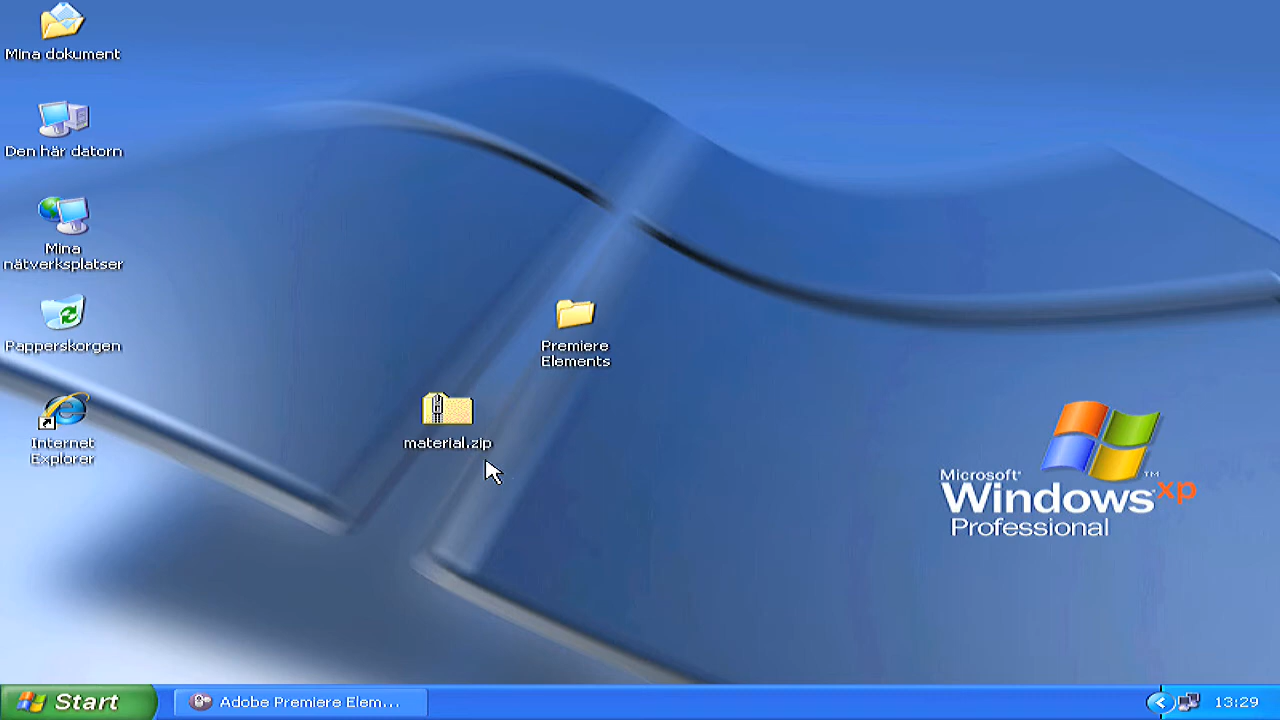 Mina dokument
Den här datorn
Mina
nätverksplatser
Papperskorgen
Internet
Explorer
Premiere
Elements
material.zip
Microsoft®
Windows xp
TM
Professional
Start
Adobe Premiere Elem...
13:29